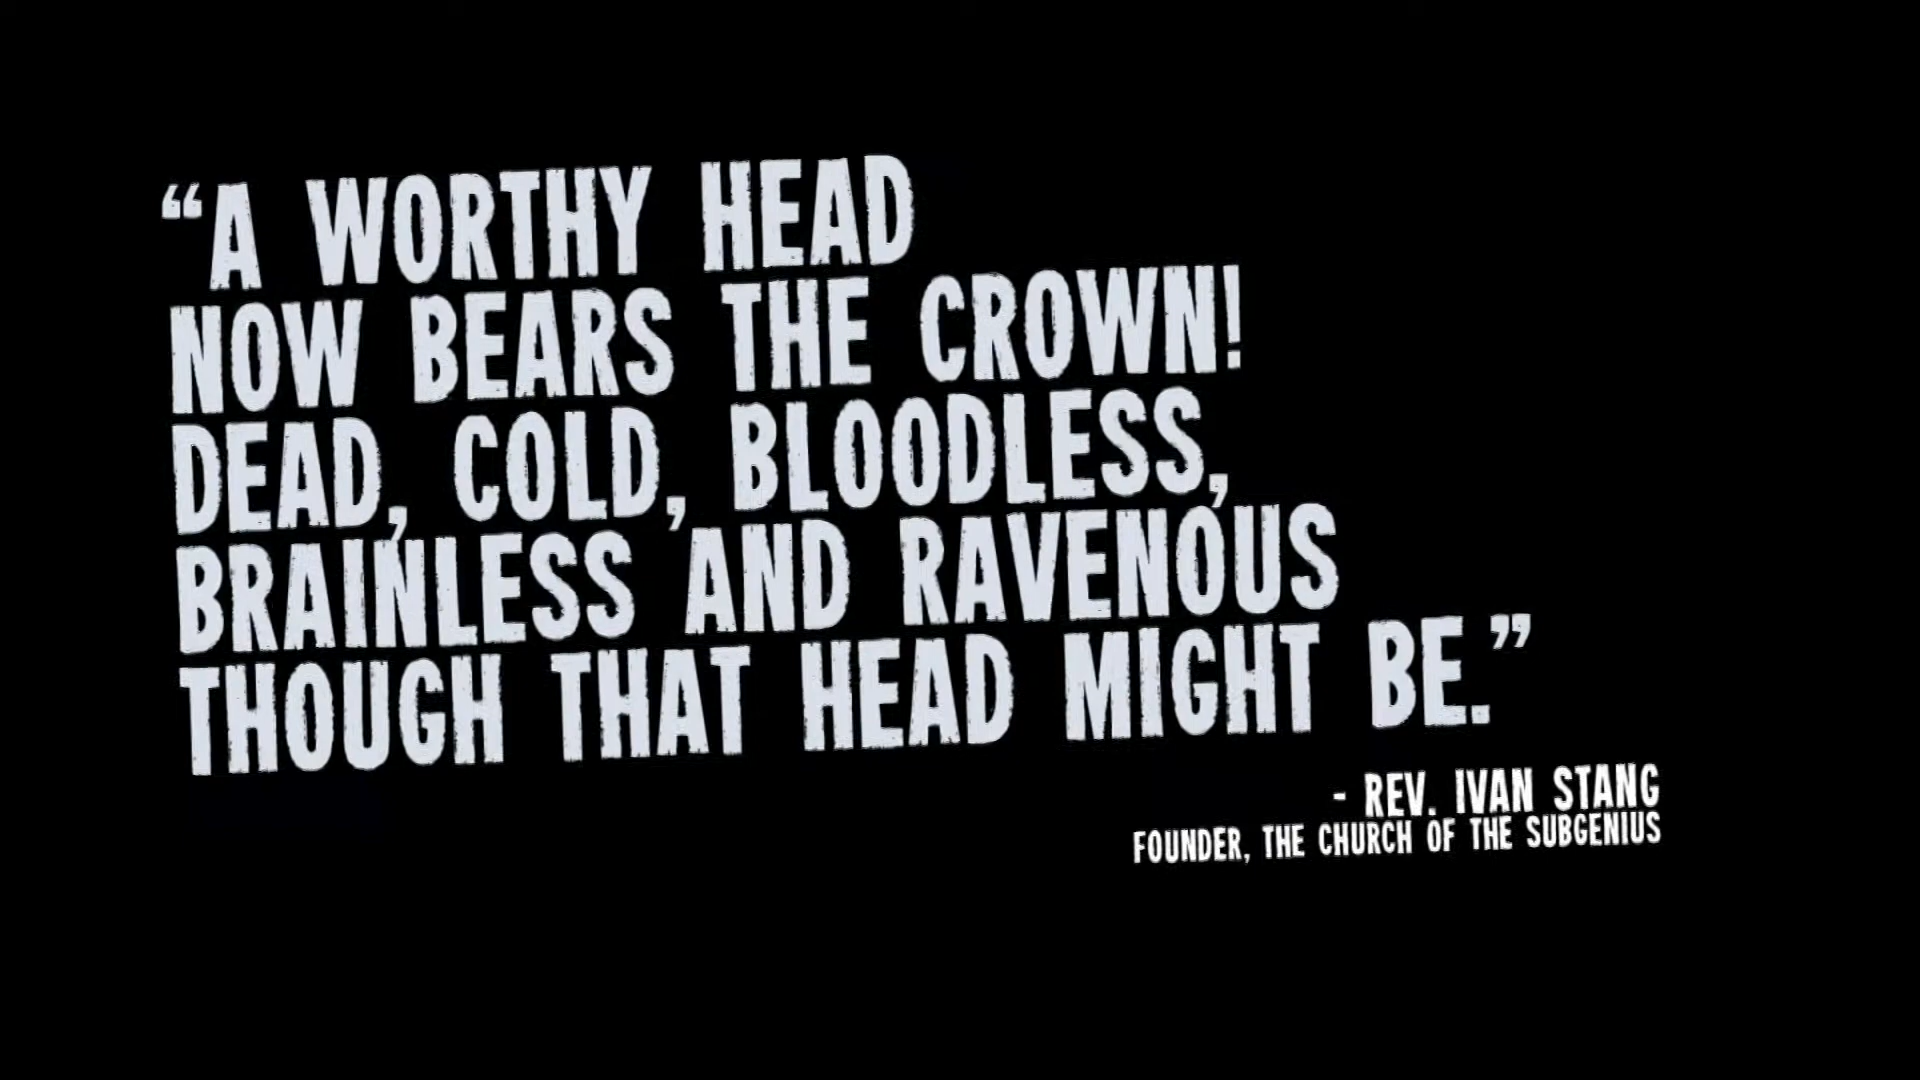 “A WORTHY HEAD
NOW BEARS THE CROWN!
DEAD, COLD, BLOODLESS,
BRAINLESS AND RAVENOUS
THOUGH THAT HEAD MIGHT BE.”
- REV. IVAN STANG
FOUNDER, THE CHURCH OF THE SUBGENIUS